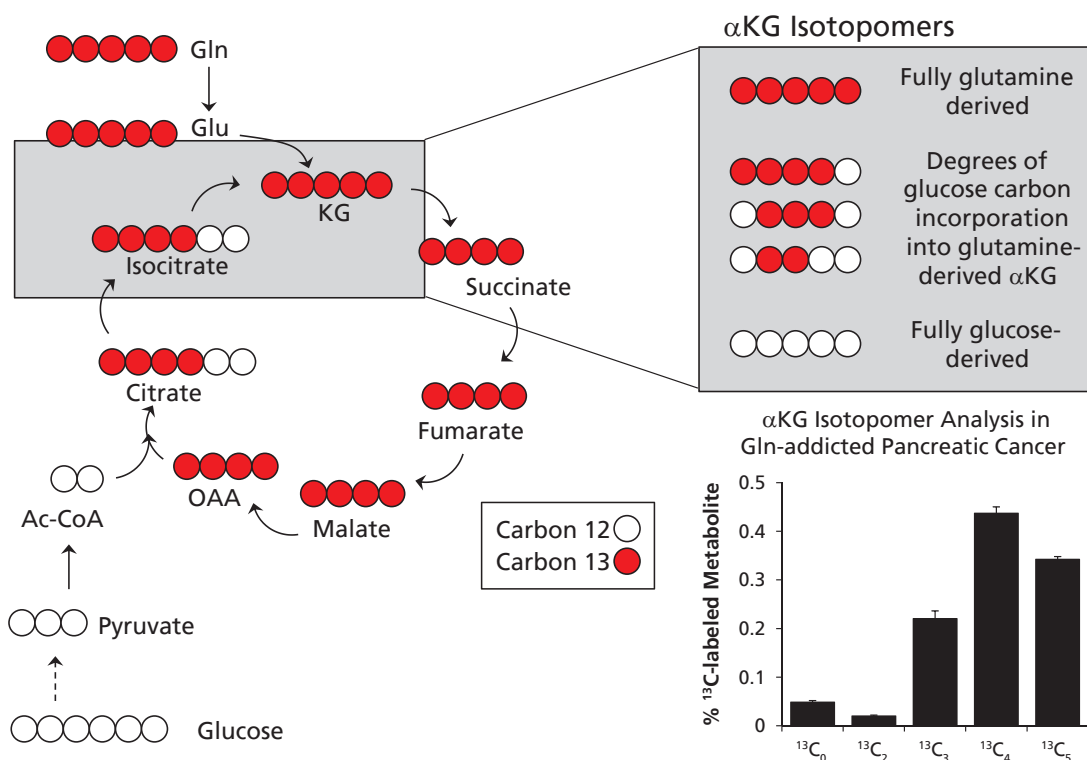 Gln
Glu
KG
Isocitrate
Succinate
Citrate
Fumarate
Ac-CoA
OAA
Malate
Pyruvate
Glucose
Carbon 12
Carbon 13
αKG Isotopomers
Fully glutamine
derived
Degrees of
glucose carbon
incorporation
into glutamine-
derived αKG
Fully glucose-
derived
αKG Isotopomer Analysis in
Gln-addicted Pancreatic Cancer
% ¹³C-labeled Metabolite
0.5
0.4
0.3
0.2
0.1
0
¹³C₀ ¹³C₂ ¹³C₃ ¹³C₄ ¹³C₅